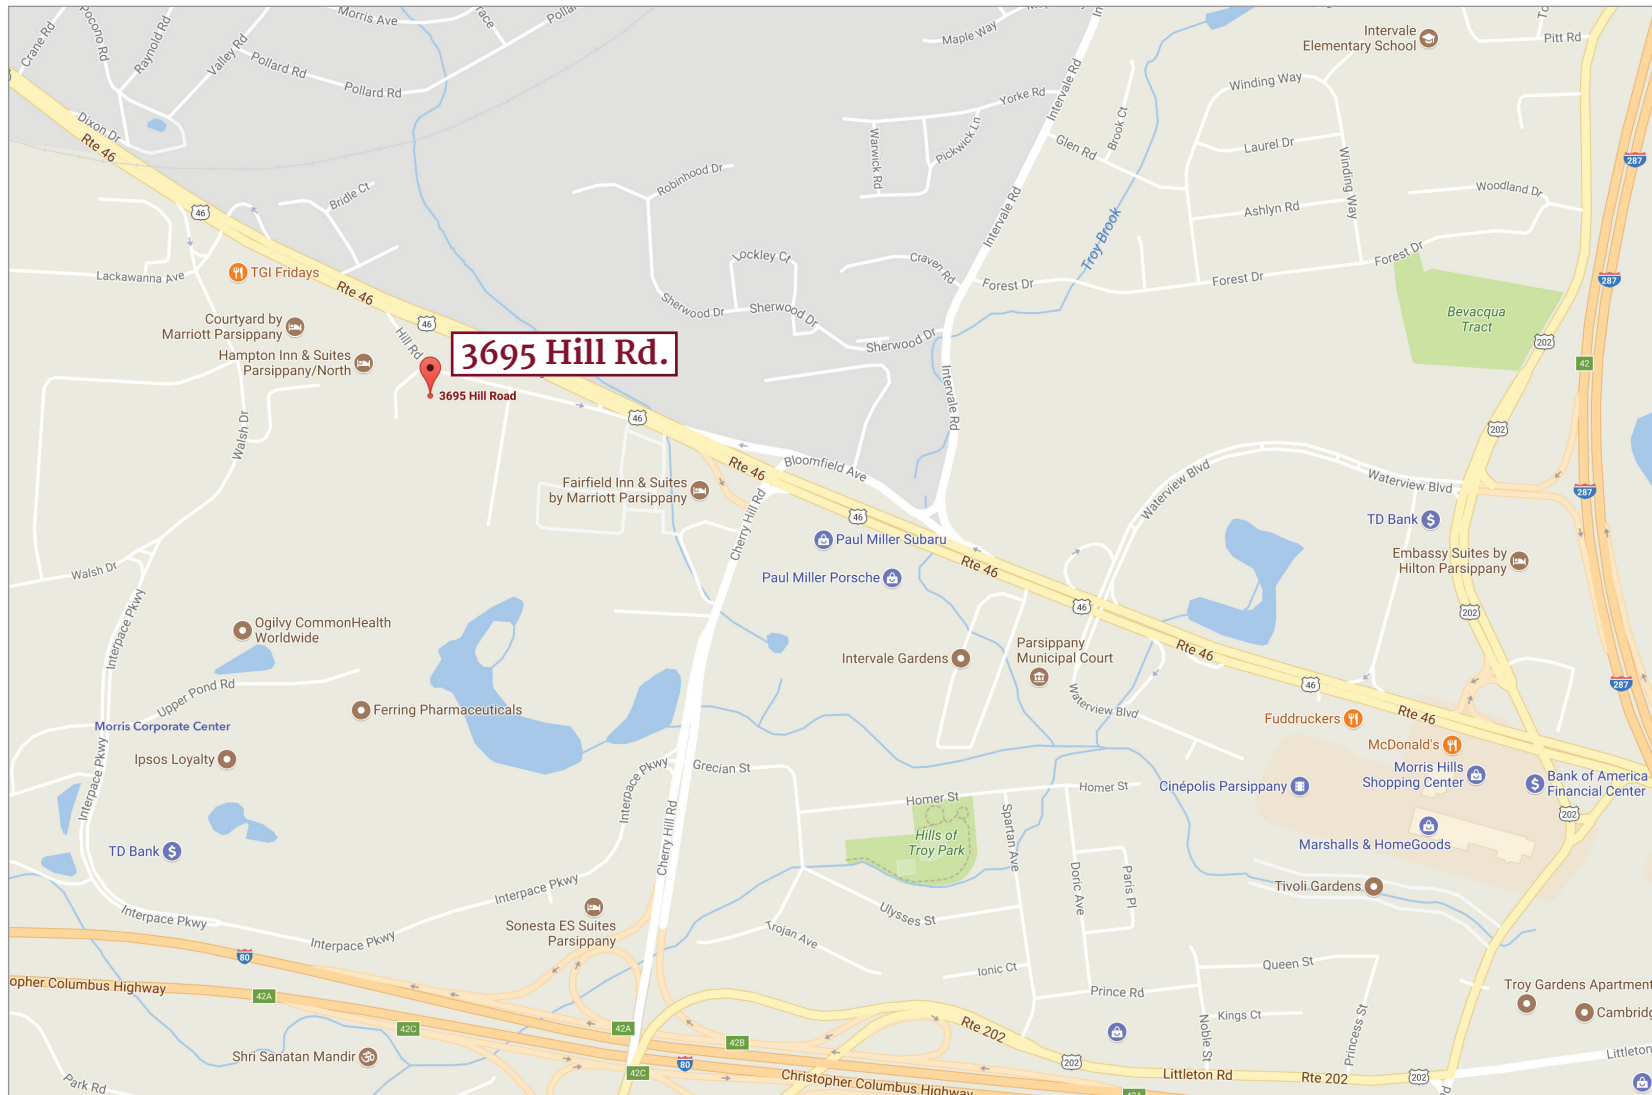 Crane Rd
Pocono Rd
Raynold Rd
Valley Rd
Morris Ave
Pollard Rd
Pollard Rd
Dixon Dr
Rte 46
Maple Way
Intervale
Elementary School
Pitt Rd
Winding Way
Yorke Rd
Intervale Rd
Warwick Rd
Pickwick Ln
Glen Rd
Brook Ct
Laurel Dr
Winding Way
287
Woodland Dr
Robinhood Dr
Bridle Ct
46
Intervale Rd
Ashlyn Rd
Troy Brook
Forest Dr
Lackawanna Ave
TGI Fridays
Rte 46
Lockley Ct
Craven Rd
Forest Dr
Forest Dr
287
Sherwood Dr
Sherwood Dr
Sherwood Dr
Bevacqua
Tract
Courtyard by
Marriott Parsippany
46
Hill Rd
202
Hampton Inn & Suites
Parsippany/North
3695 Hill Rd.
3695 Hill Road
42
Intervale Rd
Walsh Dr
46
202
Rte 46
Bloomfield Ave
Waterview Blvd
Waterview Blvd
Fairfield Inn & Suites
by Marriott Parsippany
287
Cherry Hill Rd
46
TD Bank
Paul Miller Subaru
Embassy Suites by
Hilton Parsippany
Walsh Dr
Paul Miller Porsche
Rte 46
46
202
Interpace Pkwy
Ogilvy CommonHealth
Worldwide
Intervale Gardens
Parsippany
Municipal Court
Rte 46
46
287
Upper Pond Rd
Waterview Blvd
Ferring Pharmaceuticals
Morris Corporate Center
Fuddruckers
Rte 46
McDonald's
Ipsos Loyalty
Interpace Pkwy
Interpace Pkwy
Grecian St
Homer St
Homer St
Cinépolis Parsippany
Morris Hills
Shopping Center
Bank of America
Financial Center
202
Cherry Hill Rd
Spartan Ave
Hills of
Troy Park
Marshalls & HomeGoods
TD Bank
Doric Ave
Paris Pl
Tivoli Gardens
Interpace Pkwy
Interpace Pkwy
Interpace Pkwy
Sonesta ES Suites
Parsippany
Ulysses St
Trojan Ave
80
Ionic Ct
Queen St
opher Columbus Highway
42A
Prince Rd
Troy Gardens Apartment
Cambridg
42C
42A
42B
Rte 202
Noble St
Kings Ct
Princess St
Shri Sanatan Mandir
80
42C
202
Littleton Rd
Rte 202
202
Littleton
Park Rd
Christopher Columbus Highway
42A